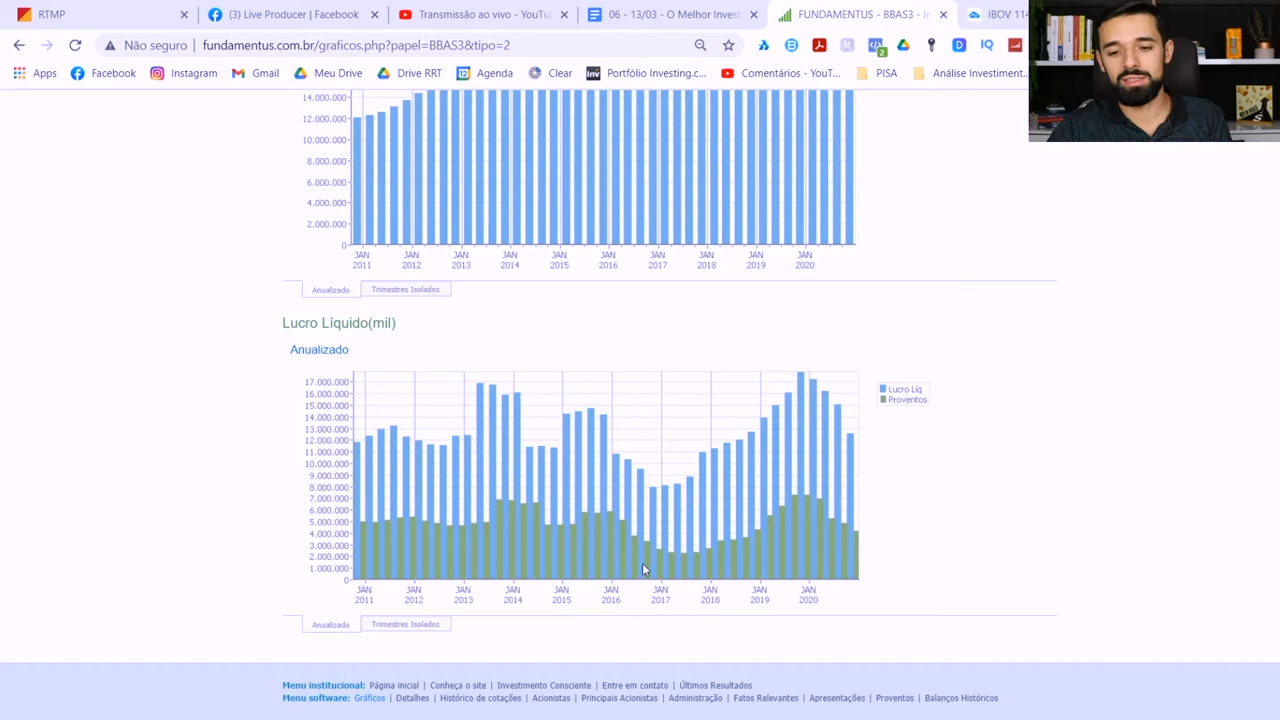 RTMP
(3) Live Producer | Facebook
Transmissão ao vivo - YouTu
06 - 13/03 - O Melhor Invest
FUNDAMENTUS - BBAS3 - In
IBOV 114
Não seguro | fundamentus.com.br/graficos.php?papel=BBAS3&tipo=2
Apps
Facebook
Instagram
Gmail
Meu Drive
Drive RRI
Agenda
Clear
Portfólio Investing.c...
Comentários - YouT...
PISA
Análise Investiment...
14.000.000
12.000.000
10.000.000
8.000.000
6.000.000
4.000.000
2.000.000
0
JAN JAN JAN JAN JAN JAN JAN JAN JAN JAN
2011 2012 2013 2014 2015 2016 2017 2018 2019 2020
Anualizado Trimestres Isolados
Lucro Líquido(mil)
Anualizado
17.000.000
16.000.000
15.000.000
14.000.000
13.000.000
12.000.000
11.000.000
10.000.000
9.000.000
8.000.000
7.000.000
6.000.000
5.000.000
4.000.000
3.000.000
2.000.000
1.000.000
0
Lucro Líq
Proventos
JAN JAN JAN JAN JAN JAN JAN JAN JAN JAN
2011 2012 2013 2014 2015 2016 2017 2018 2019 2020
Anualizado Trimestres Isolados
Menu institucional: Página inicial | Conheça o site | Investimento Consciente | Entre em contato | Últimos Resultados
Menu software: Gráficos | Detalhes | Histórico de cotações | Acionistas | Principais Acionistas | Administração | Fatos Relevantes | Apresentações | Proventos | Balanços Históricos